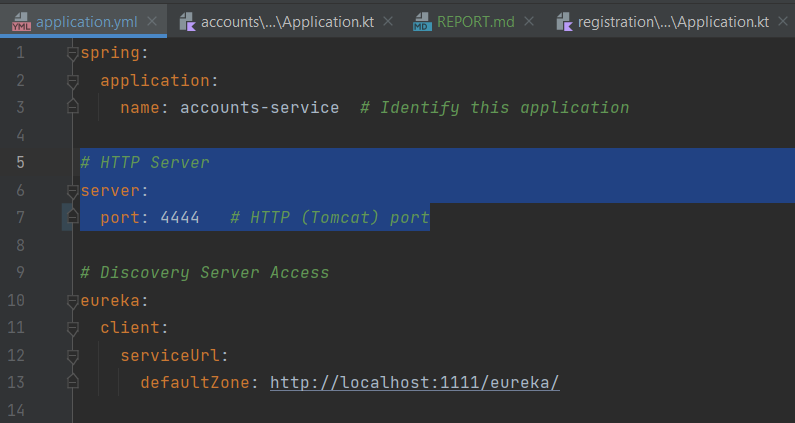 application.yml accounts\...\Application.kt REPORT.md registration\...\Application.kt
1 spring:
2   application:
3     name: accounts-service  # Identify this application
4
5 # HTTP Server
6 server:
7   port: 4444   # HTTP (Tomcat) port
8
9 # Discovery Server Access
10 eureka:
11   client:
12     serviceUrl:
13       defaultZone: http://localhost:1111/eureka/
14